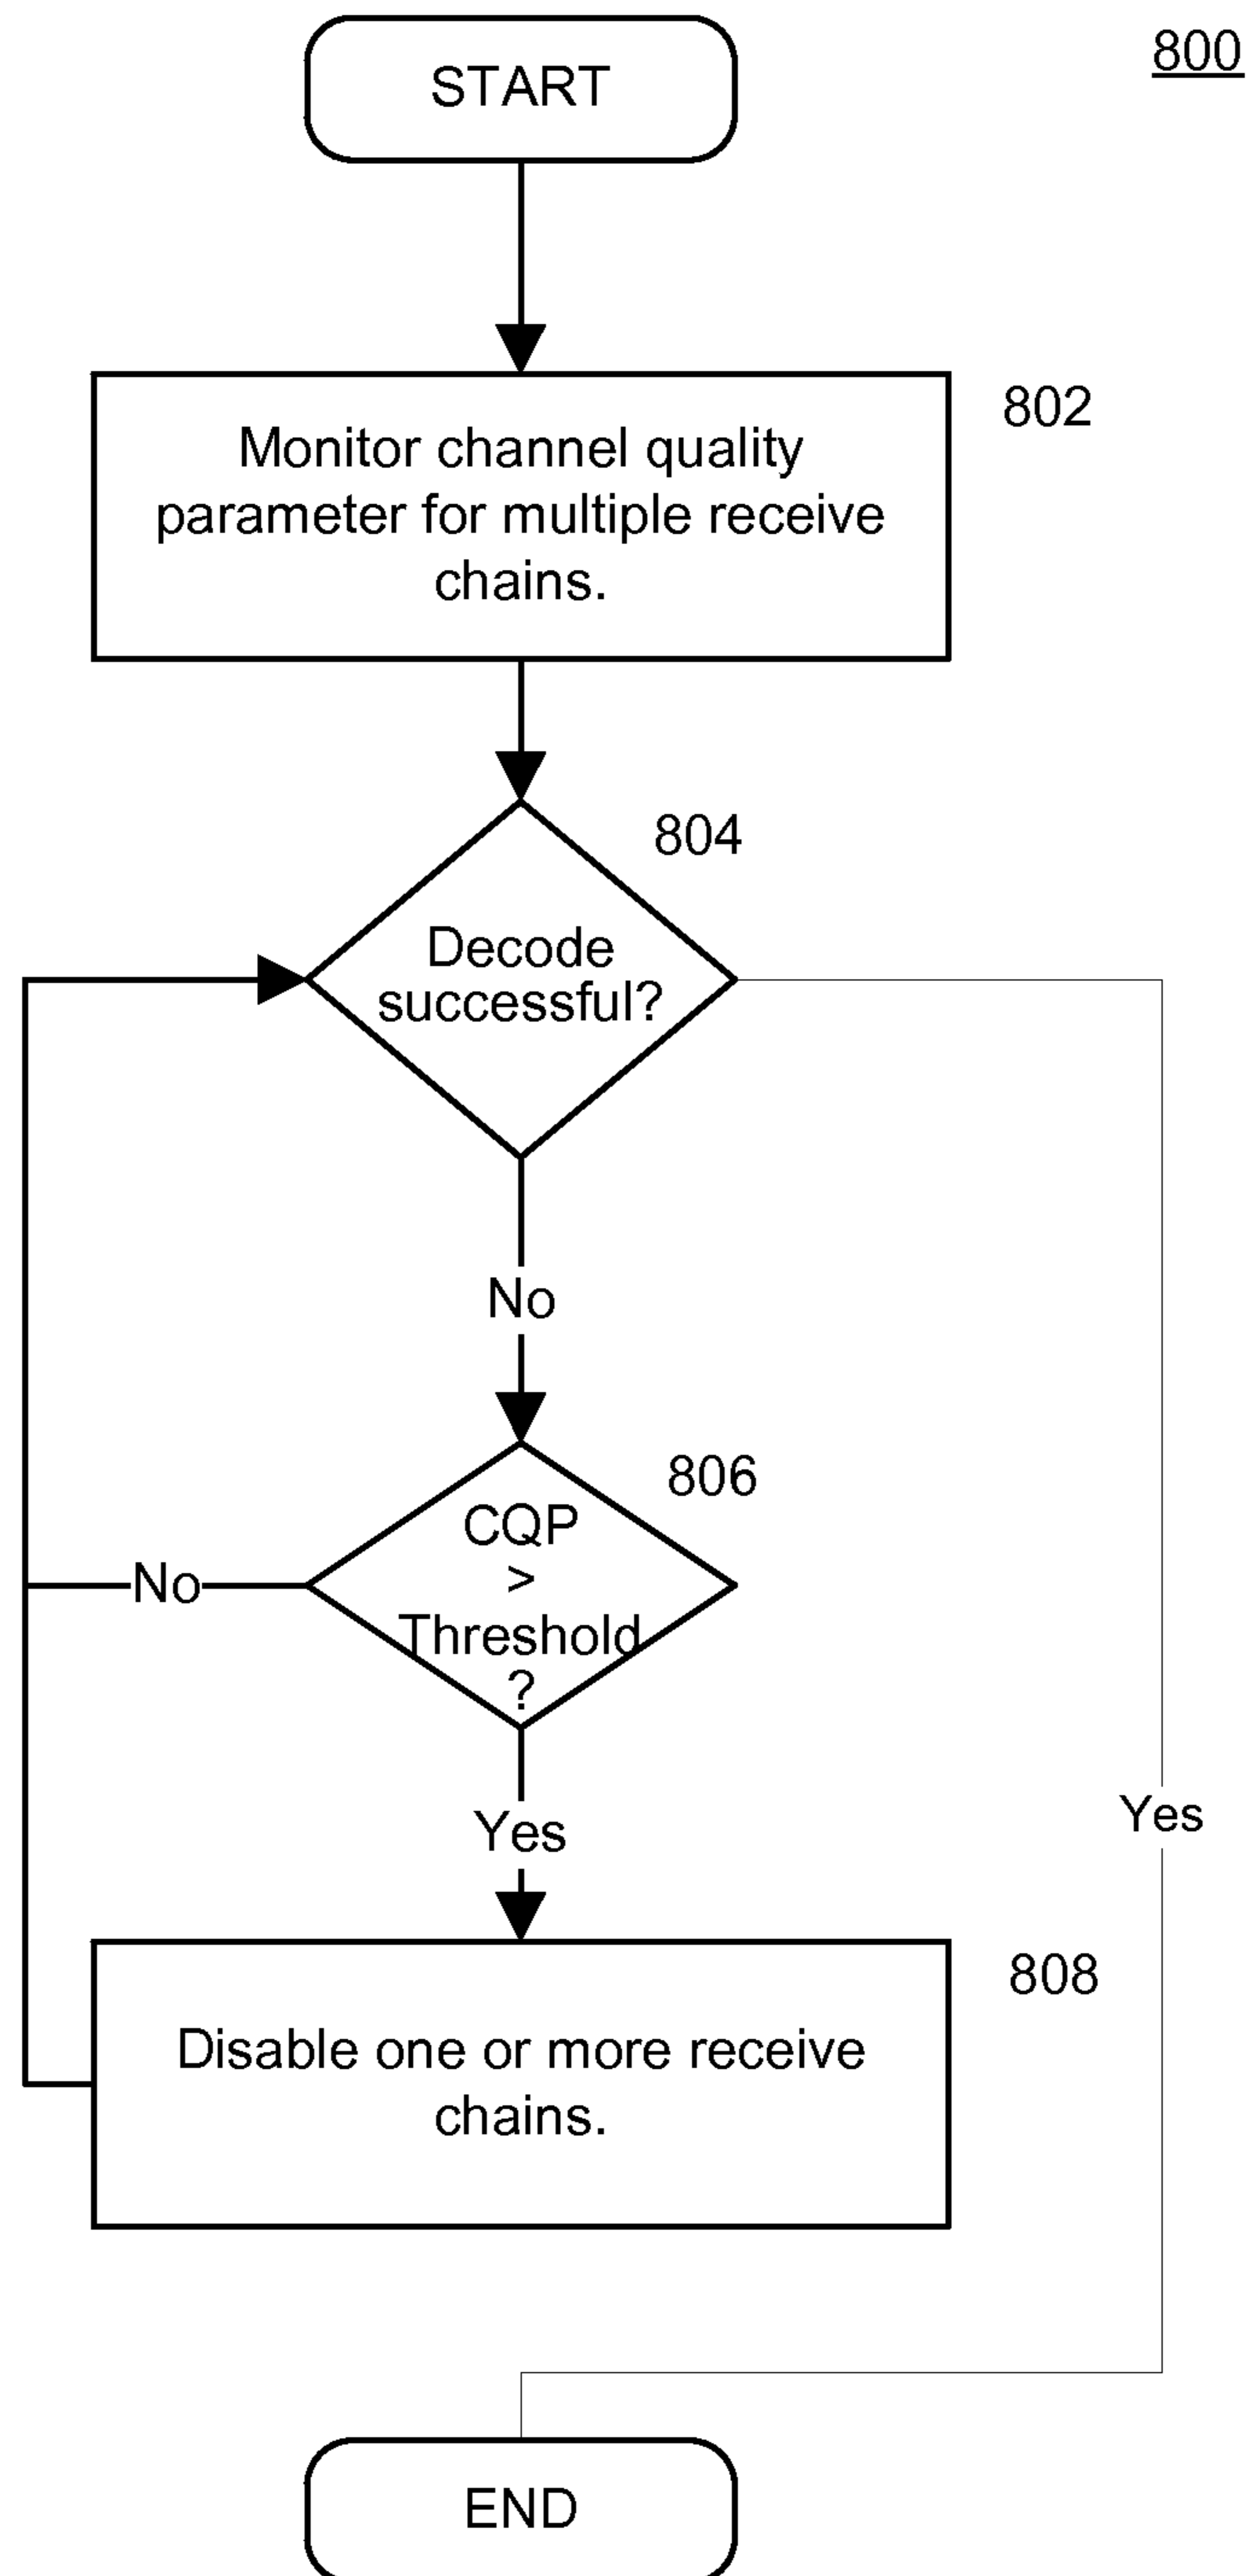 START
800
Monitor channel quality
parameter for multiple receive
chains.
802
804
Decode
successful?
No
806
CQP
>
Threshold
?
No
Yes
Yes
808
Disable one or more receive
chains.
END